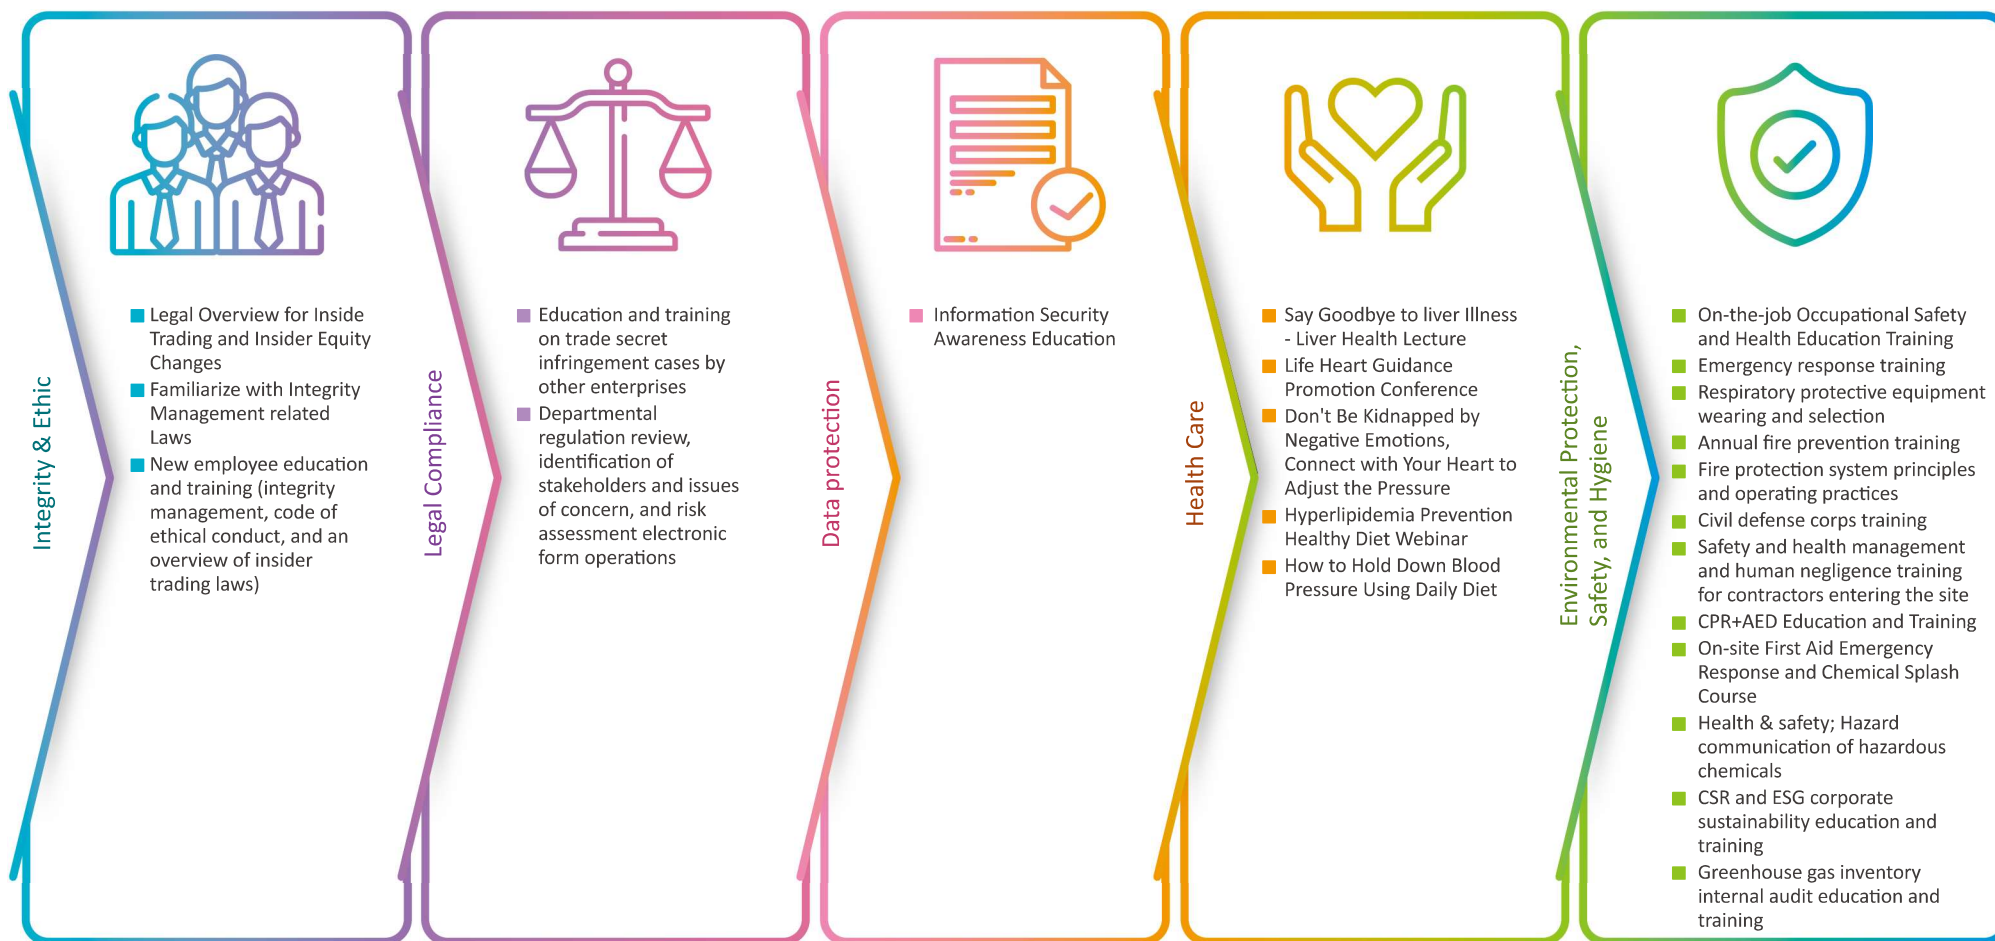 Integrity & Ethic
Legal Overview for Inside
Trading and Insider Equity
Changes
Familiarize with Integrity
Management related
Laws
New employee education
and training (integrity
management, code of
ethical conduct, and an
overview of insider
trading laws)
Legal Compliance
Education and training
on trade secret
infringement cases by
other enterprises
Departmental
regulation review,
identification of
stakeholders and issues
of concern, and risk
assessment electronic
form operations
Data protection
Information Security
Awareness Education
Health Care
Say Goodbye to liver Illness
- Liver Health Lecture
Life Heart Guidance
Promotion Conference
Don't Be Kidnapped by
Negative Emotions,
Connect with Your Heart to
Adjust the Pressure
Hyperlipidemia Prevention
Healthy Diet Webinar
How to Hold Down Blood
Pressure Using Daily Diet
Environmental Protection,
Safety, and Hygiene
On-the-job Occupational Safety
and Health Education Training
Emergency response training
Respiratory protective equipment
wearing and selection
Annual fire prevention training
Fire protection system principles
and operating practices
Civil defense corps training
Safety and health management
and human negligence training
for contractors entering the site
CPR+AED Education and Training
On-site First Aid Emergency
Response and Chemical Splash
Course
Health & safety; Hazard
communication of hazardous
chemicals
CSR and ESG corporate
sustainability education and
training
Greenhouse gas inventory
internal audit education and
training